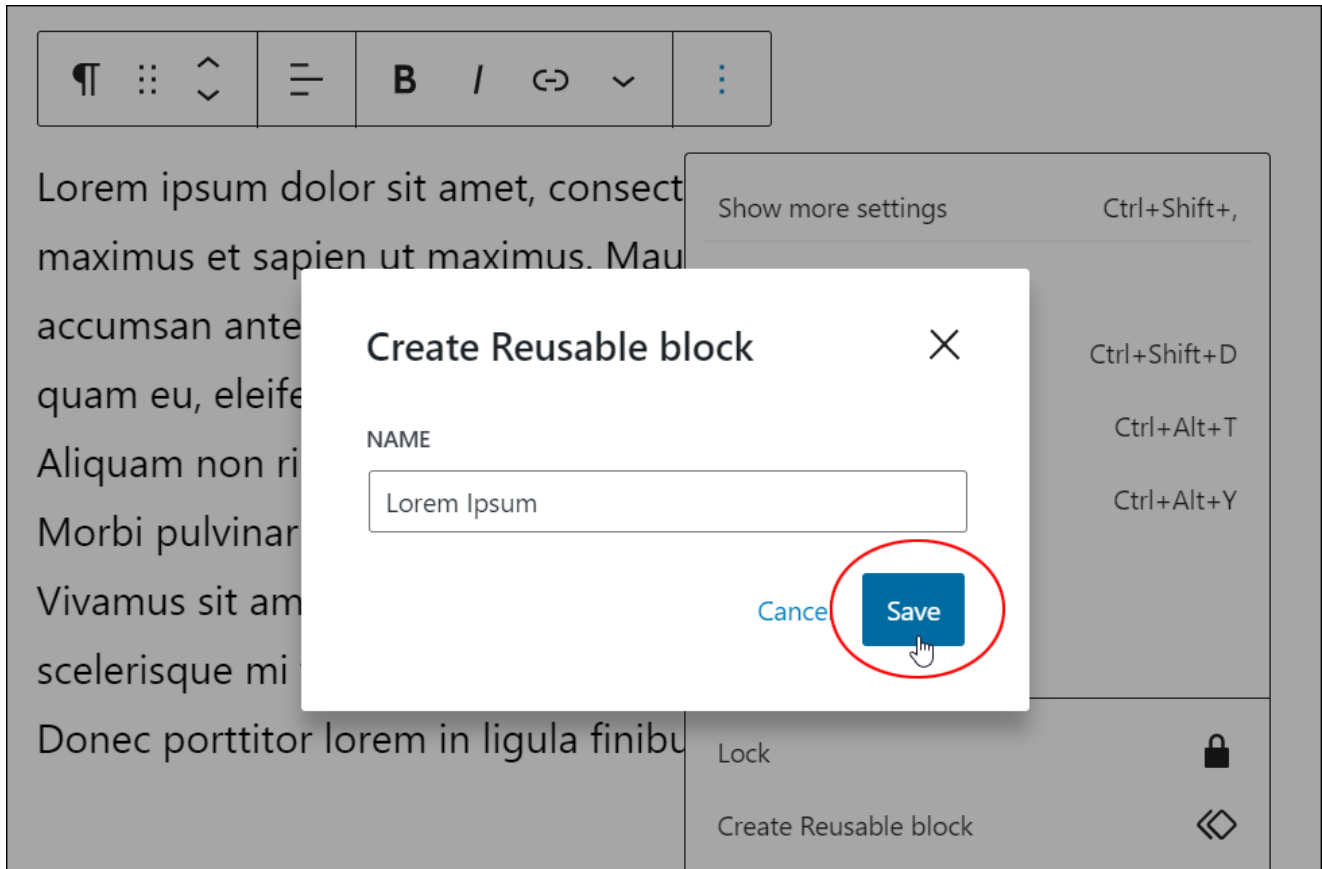 B I
Lorem ipsum dolor sit amet, consect
Show more settings Ctrl+Shift+,
maximus et sapien ut maximus. Mau
accumsan ante
Create Reusable block
Ctrl+Shift+D
quam eu, eleife
NAME
Ctrl+Alt+T
Aliquam non ri
Lorem Ipsum
Ctrl+Alt+Y
Morbi pulvinar
Vivamus sit am
Cancel Save
scelerisque mi
Donec porttitor lorem in ligula finibu
Lock
Create Reusable block